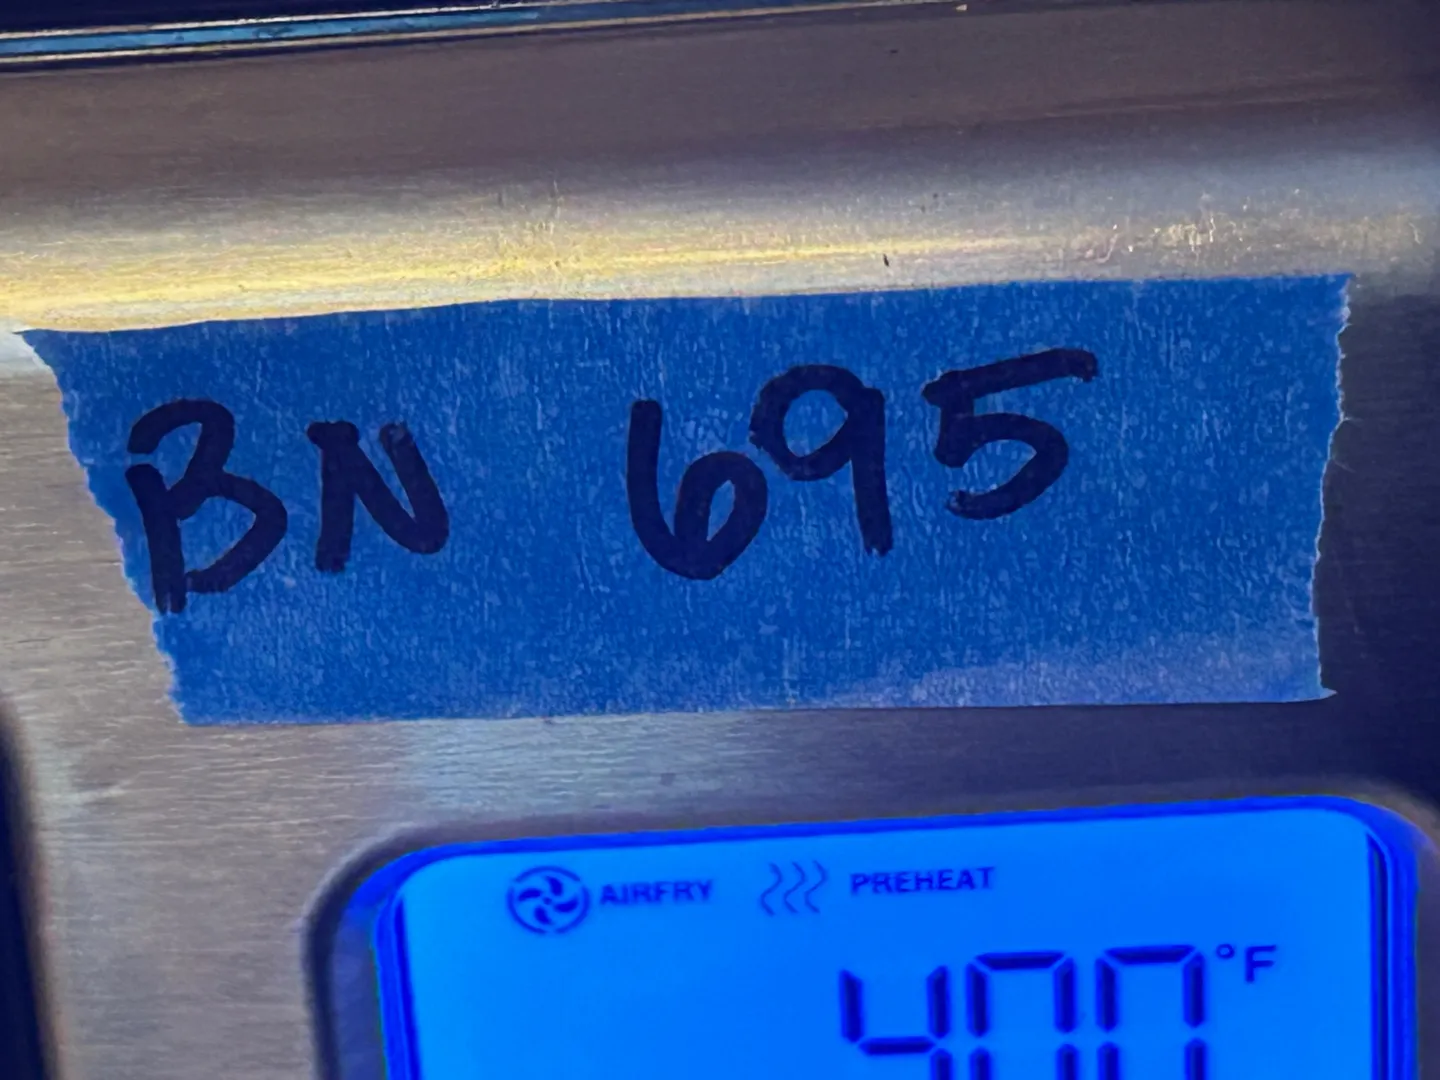 BN 695
AIRFRY PREHEAT
400°F